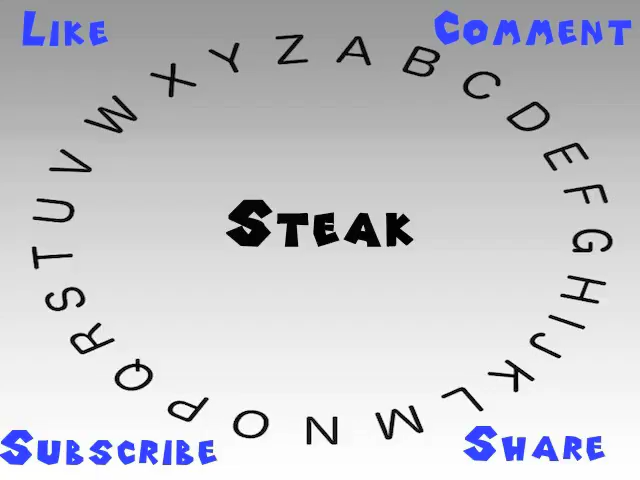 Like
Comment
A B C D E F G H I J K L M N O P Q R S T U V W X Y Z
Steak
Subscribe
Share